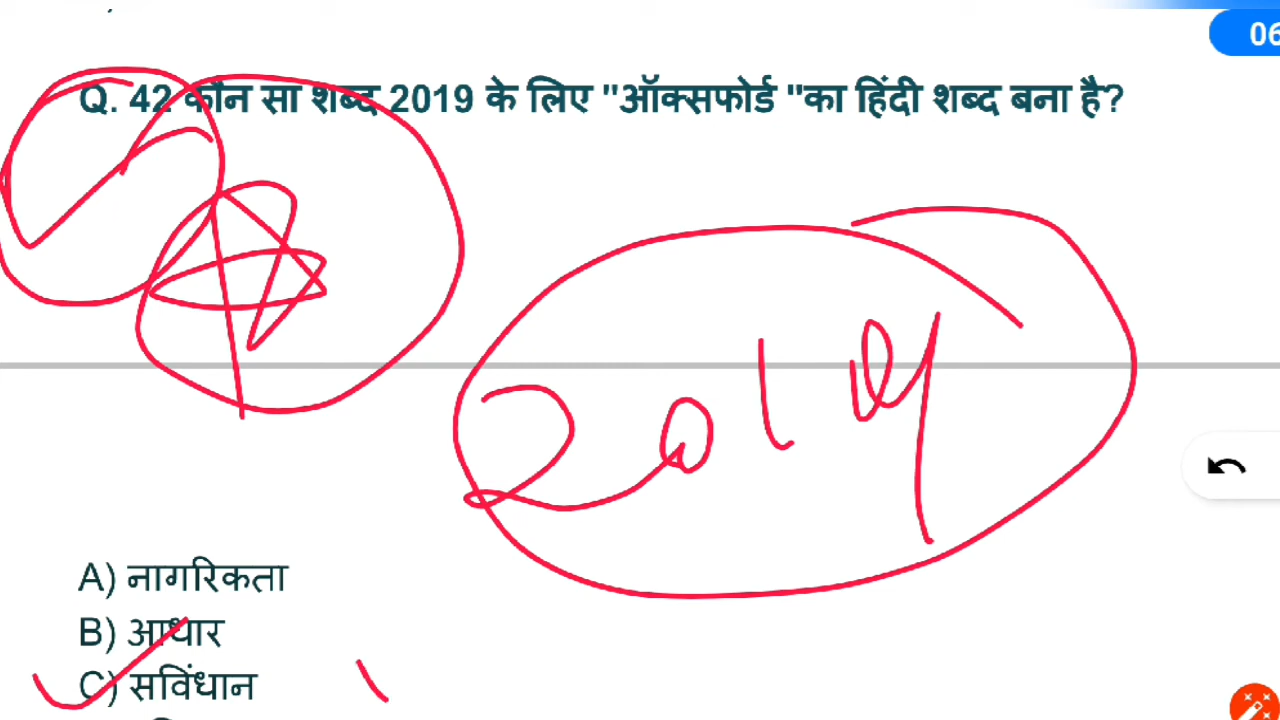 06
Q. 42 कौन सा शब्द 2019 के लिए "ऑक्सफोर्ड "का हिंदी शब्द बना है?
2019
A) नागरिकता
B) आधार
C) सविंधान